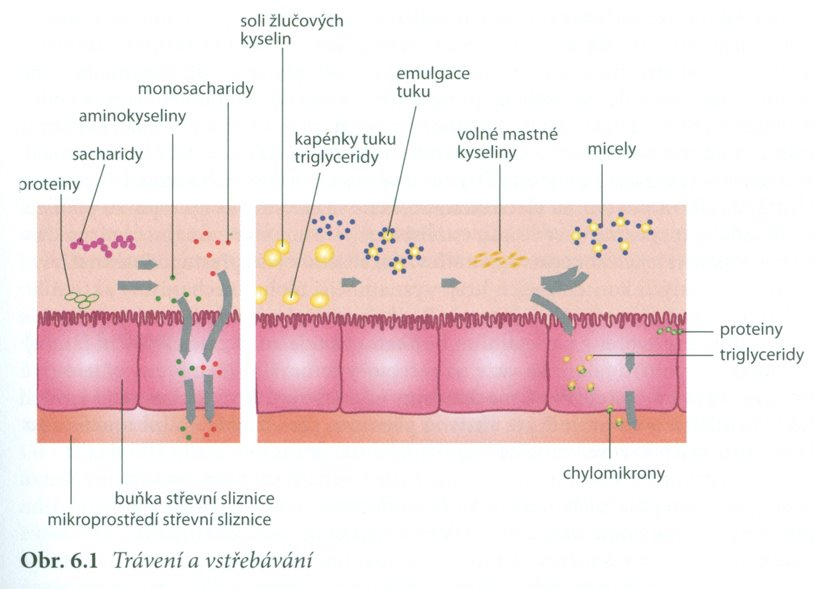 soli žlučových
kyselin
emulgace
tuku
monosacharidy
aminokyseliny
kapénky tuku
triglyceridy
volné mastné
kyseliny
micely
sacharidy
proteiny
proteiny
triglyceridy
chylomikrony
buňka střevní sliznice
mikroprostředí střevní sliznice
Obr. 6.1 Trávení a vstřebávání